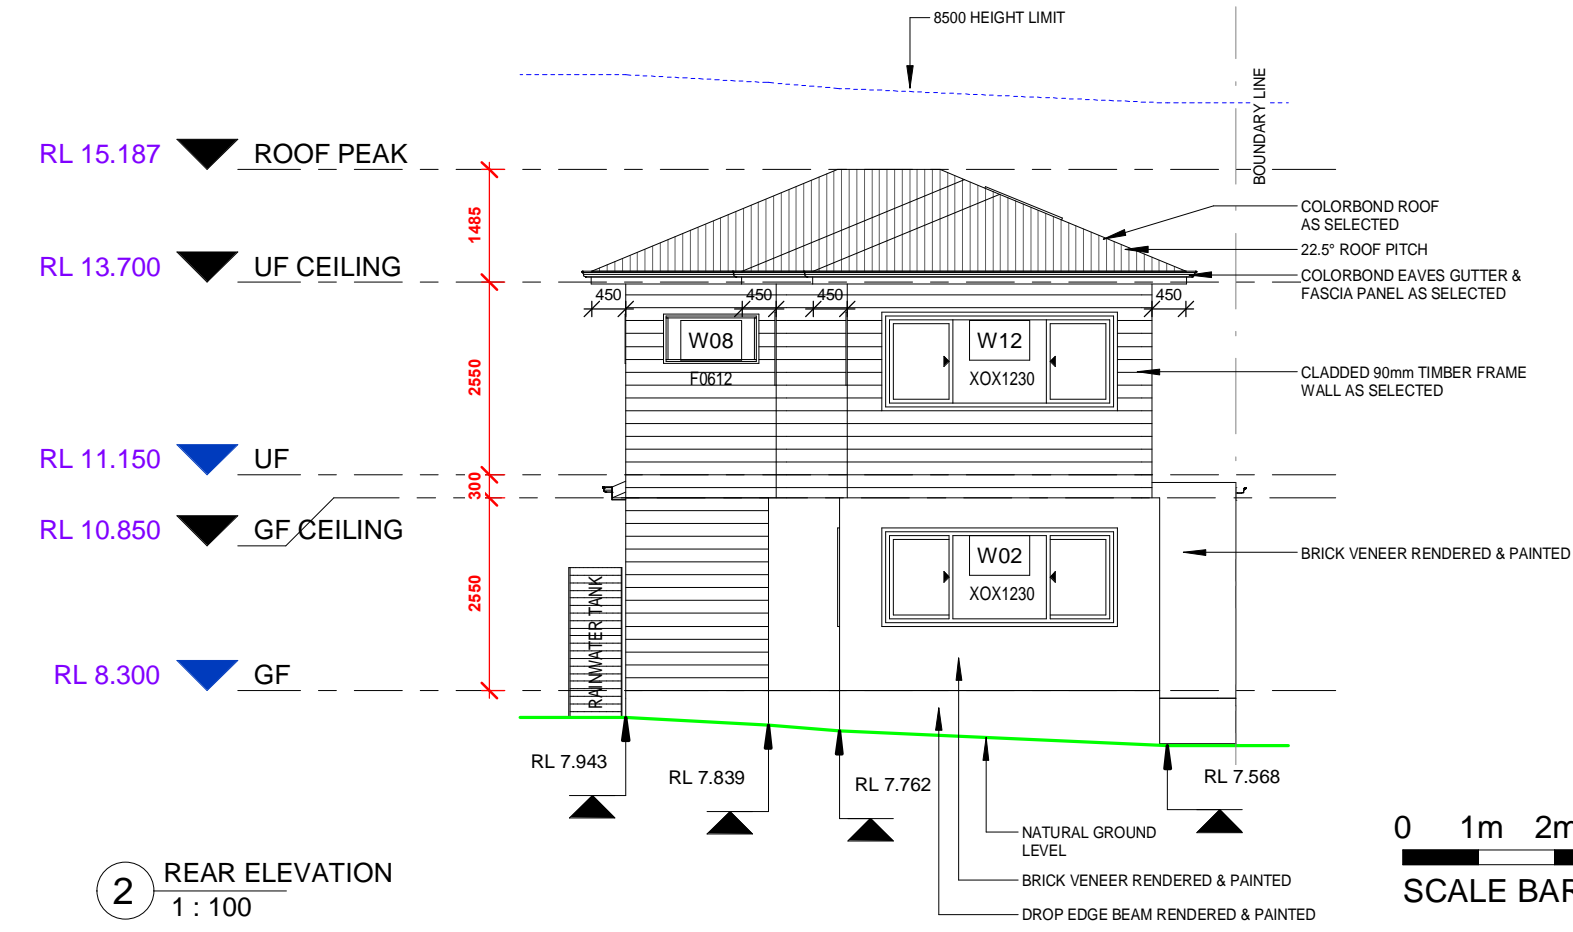 8500 HEIGHT LIMIT
BOUNDARY LINE
RL 15.187 ROOF PEAK
1485
COLORBOND ROOF
AS SELECTED
22.5° ROOF PITCH
RL 13.700 UF CEILING
COLORBOND EAVES GUTTER &
FASCIA PANEL AS SELECTED
450 450 450 450
W08 W12
F0612 XOX1230
2550
CLADDED 90mm TIMBER FRAME
WALL AS SELECTED
RL 11.150 UF
300
RL 10.850 GF CEILING
W02
XOX1230
BRICK VENEER RENDERED & PAINTED
2550
RAINWATER TANK
RL 8.300 GF
RL 7.943
RL 7.839
RL 7.762
RL 7.568
NATURAL GROUND
LEVEL
BRICK VENEER RENDERED & PAINTED
DROP EDGE BEAM RENDERED & PAINTED
2 REAR ELEVATION
1 : 100
0 1m 2m
SCALE BAR